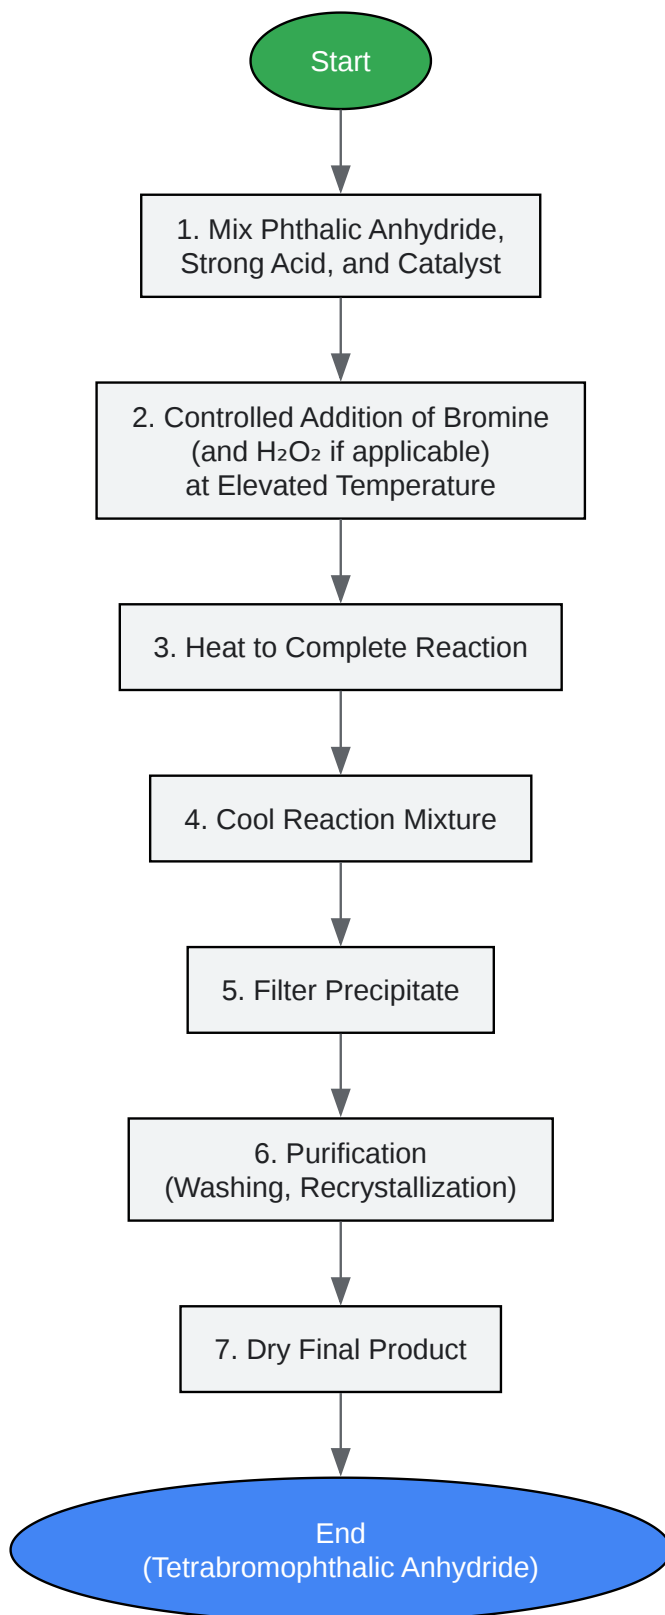 Start
1. Mix Phthalic Anhydride,
Strong Acid, and Catalyst
2. Controlled Addition of Bromine
(and H₂O₂ if applicable)
at Elevated Temperature
3. Heat to Complete Reaction
4. Cool Reaction Mixture
5. Filter Precipitate
6. Purification
(Washing, Recrystallization)
7. Dry Final Product
End
(Tetrabromophthalic Anhydride)